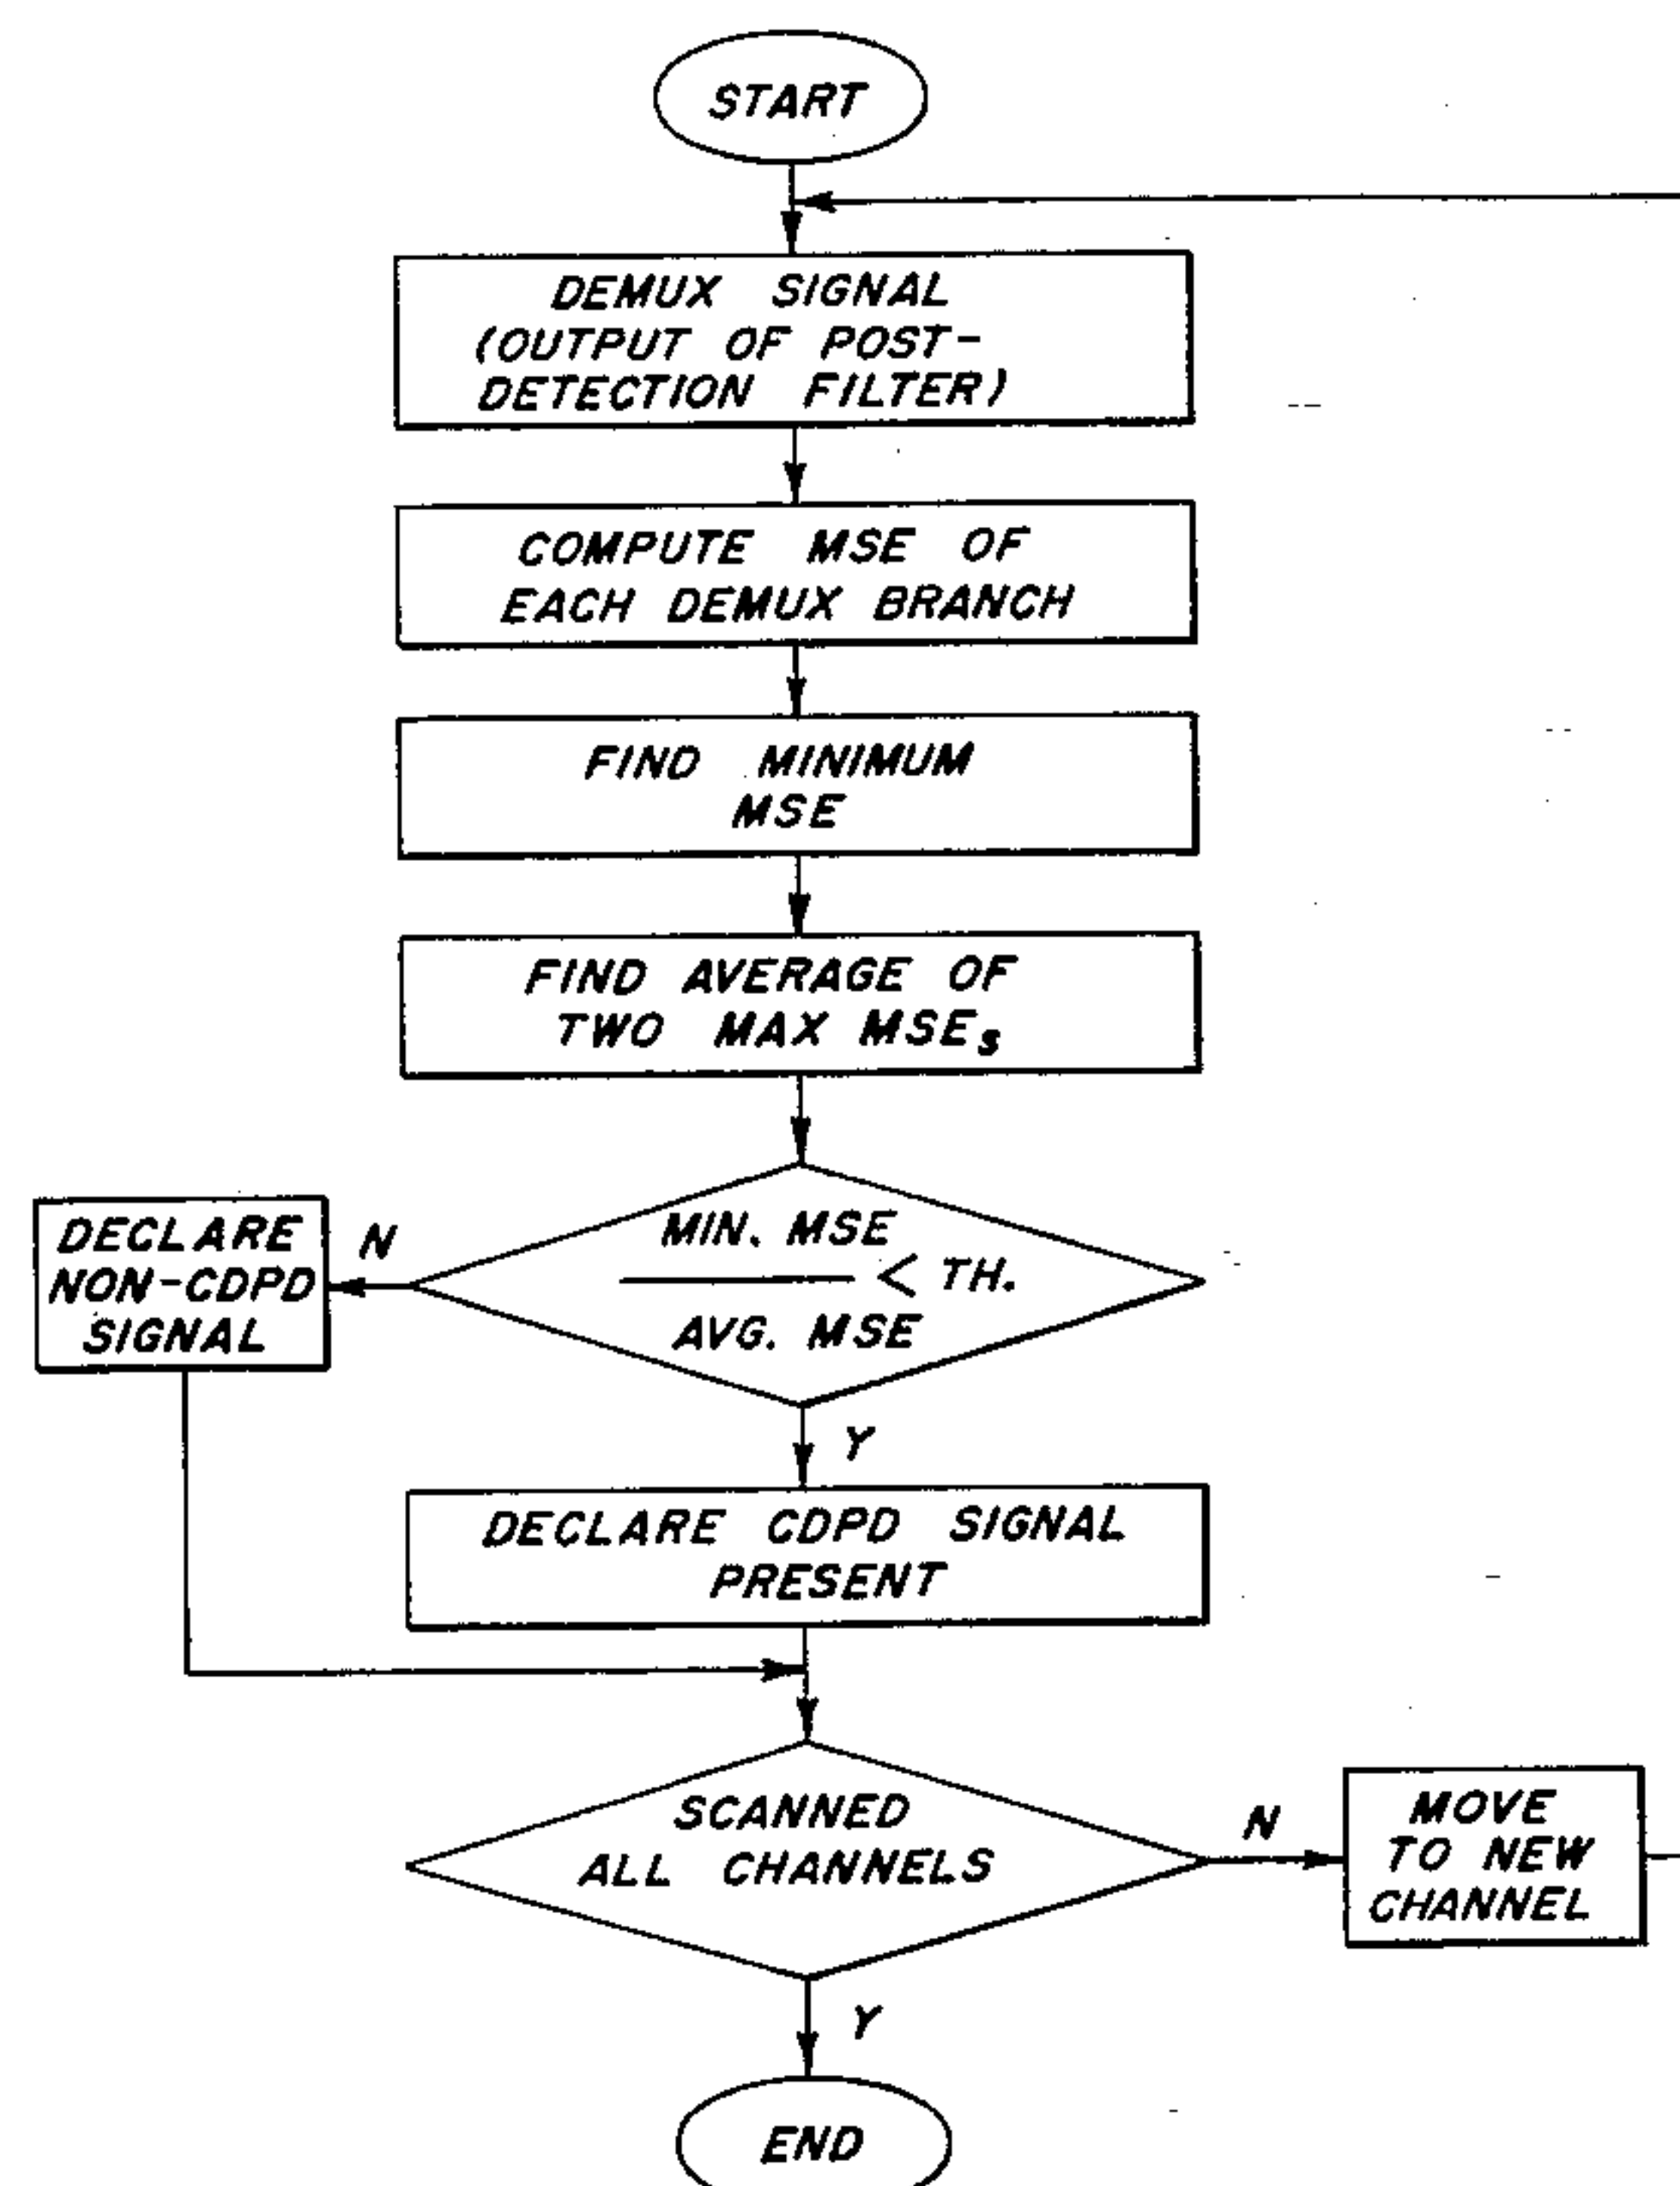 START
DEMUX SIGNAL
(OUTPUT OF POST-
DETECTION FILTER)
COMPUTE MSE OF
EACH DEMUX BRANCH
FIND MINIMUM
MSE
FIND AVERAGE OF
TWO MAX MSEs
MIN. MSE
< TH.
AVG. MSE
N
DECLARE
NON-CDPD
SIGNAL
Y
DECLARE CDPD SIGNAL
PRESENT
SCANNED
ALL CHANNELS
N
MOVE
TO NEW
CHANNEL
Y
END